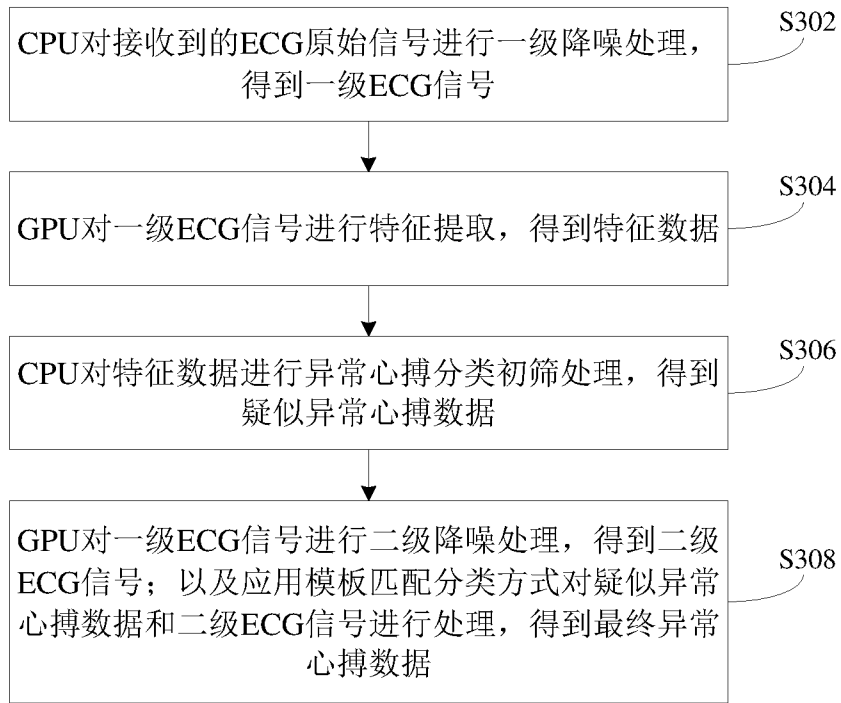 CPU对接收到的ECG原始信号进行一级降噪处理，
得到一级ECG信号
S302
GPU对一级ECG信号进行特征提取，得到特征数据
S304
CPU对特征数据进行异常心搏分类初筛处理，得到
疑似异常心搏数据
S306
GPU对一级ECG信号进行二级降噪处理，得到二级
ECG信号；以及应用模板匹配分类方式对疑似异常
心搏数据和二级ECG信号进行处理，得到最终异常
心搏数据
S308